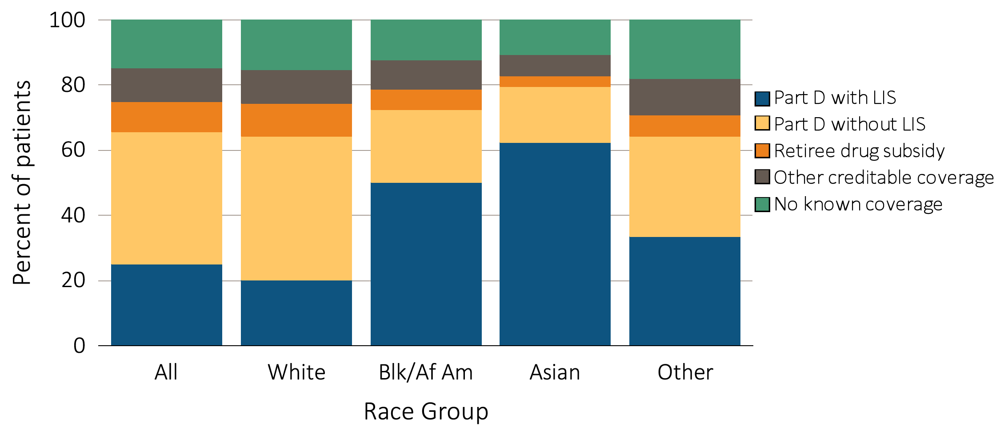 Percent of patients
100
80
60
40
20
0
All
White
Blk/Af Am
Asian
Other
Race Group
Part D with LIS
Part D without LIS
Retiree drug subsidy
Other creditable coverage
No known coverage